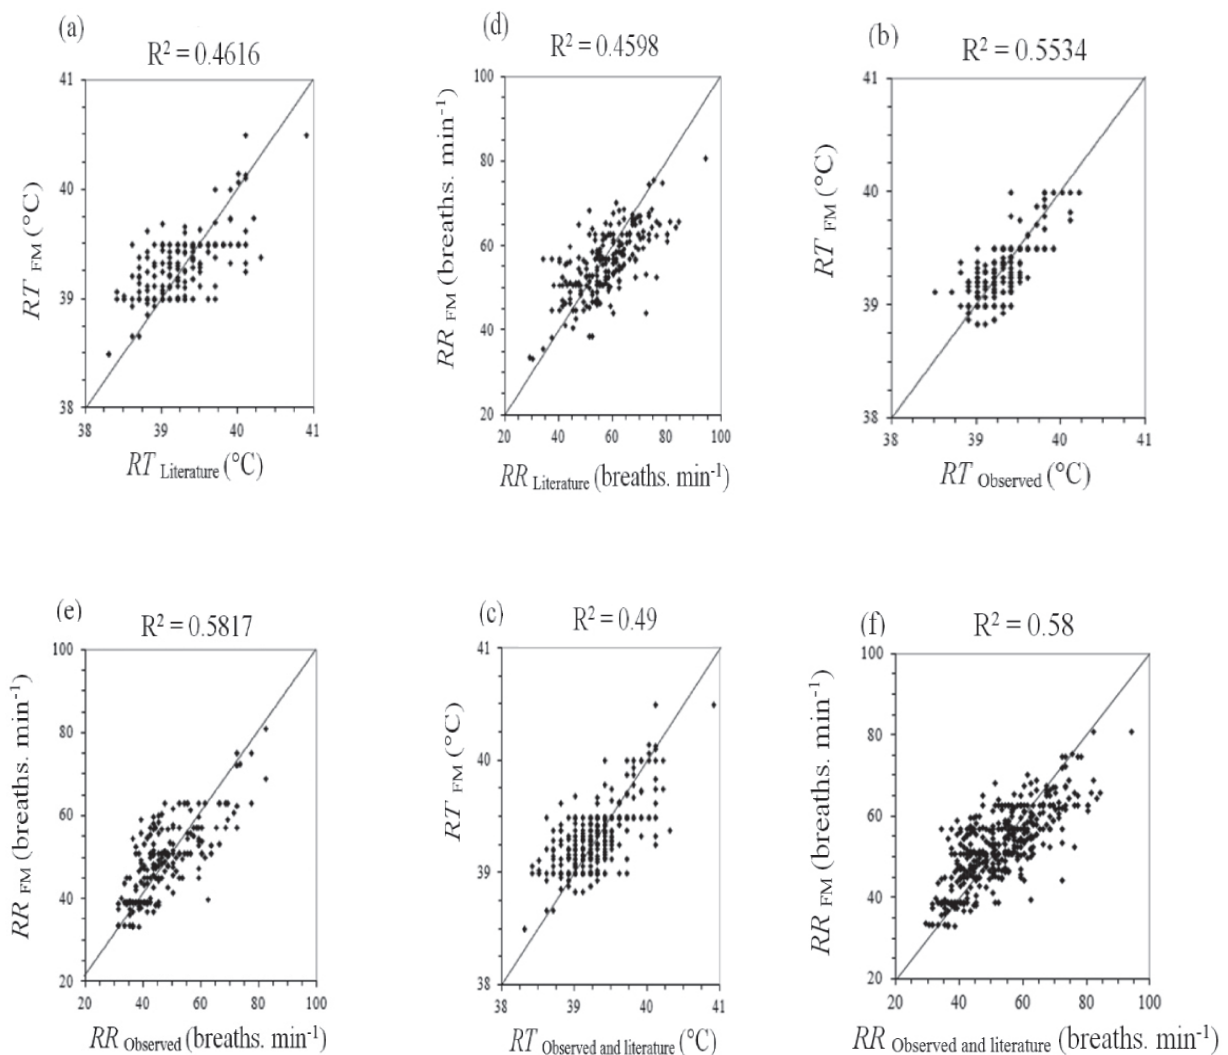 (a)
R² = 0.4616
41
40
39
38
38 39 40 41
RT FM (°C)
RT Literature (°C)
(d)
R² = 0.4598
100
80
60
40
20
20 40 60 80 100
RR FM (breaths. min⁻¹)
RR Literature (breaths. min⁻¹)
(b)
R² = 0.5534
41
40
39
38
38 39 40 41
RT FM (°C)
RT Observed (°C)
(e)
R² = 0.5817
100
80
60
40
20
20 40 60 80 100
RR FM (breaths. min⁻¹)
RR Observed (breaths. min⁻¹)
(c)
R² = 0.49
41
40
39
38
38 39 40 41
RT FM (°C)
RT Observed and literature (°C)
(f)
R² = 0.58
100
80
60
40
20
20 40 60 80 100
RR FM (breaths. min⁻¹)
RR Observed and literature (breaths. min⁻¹)